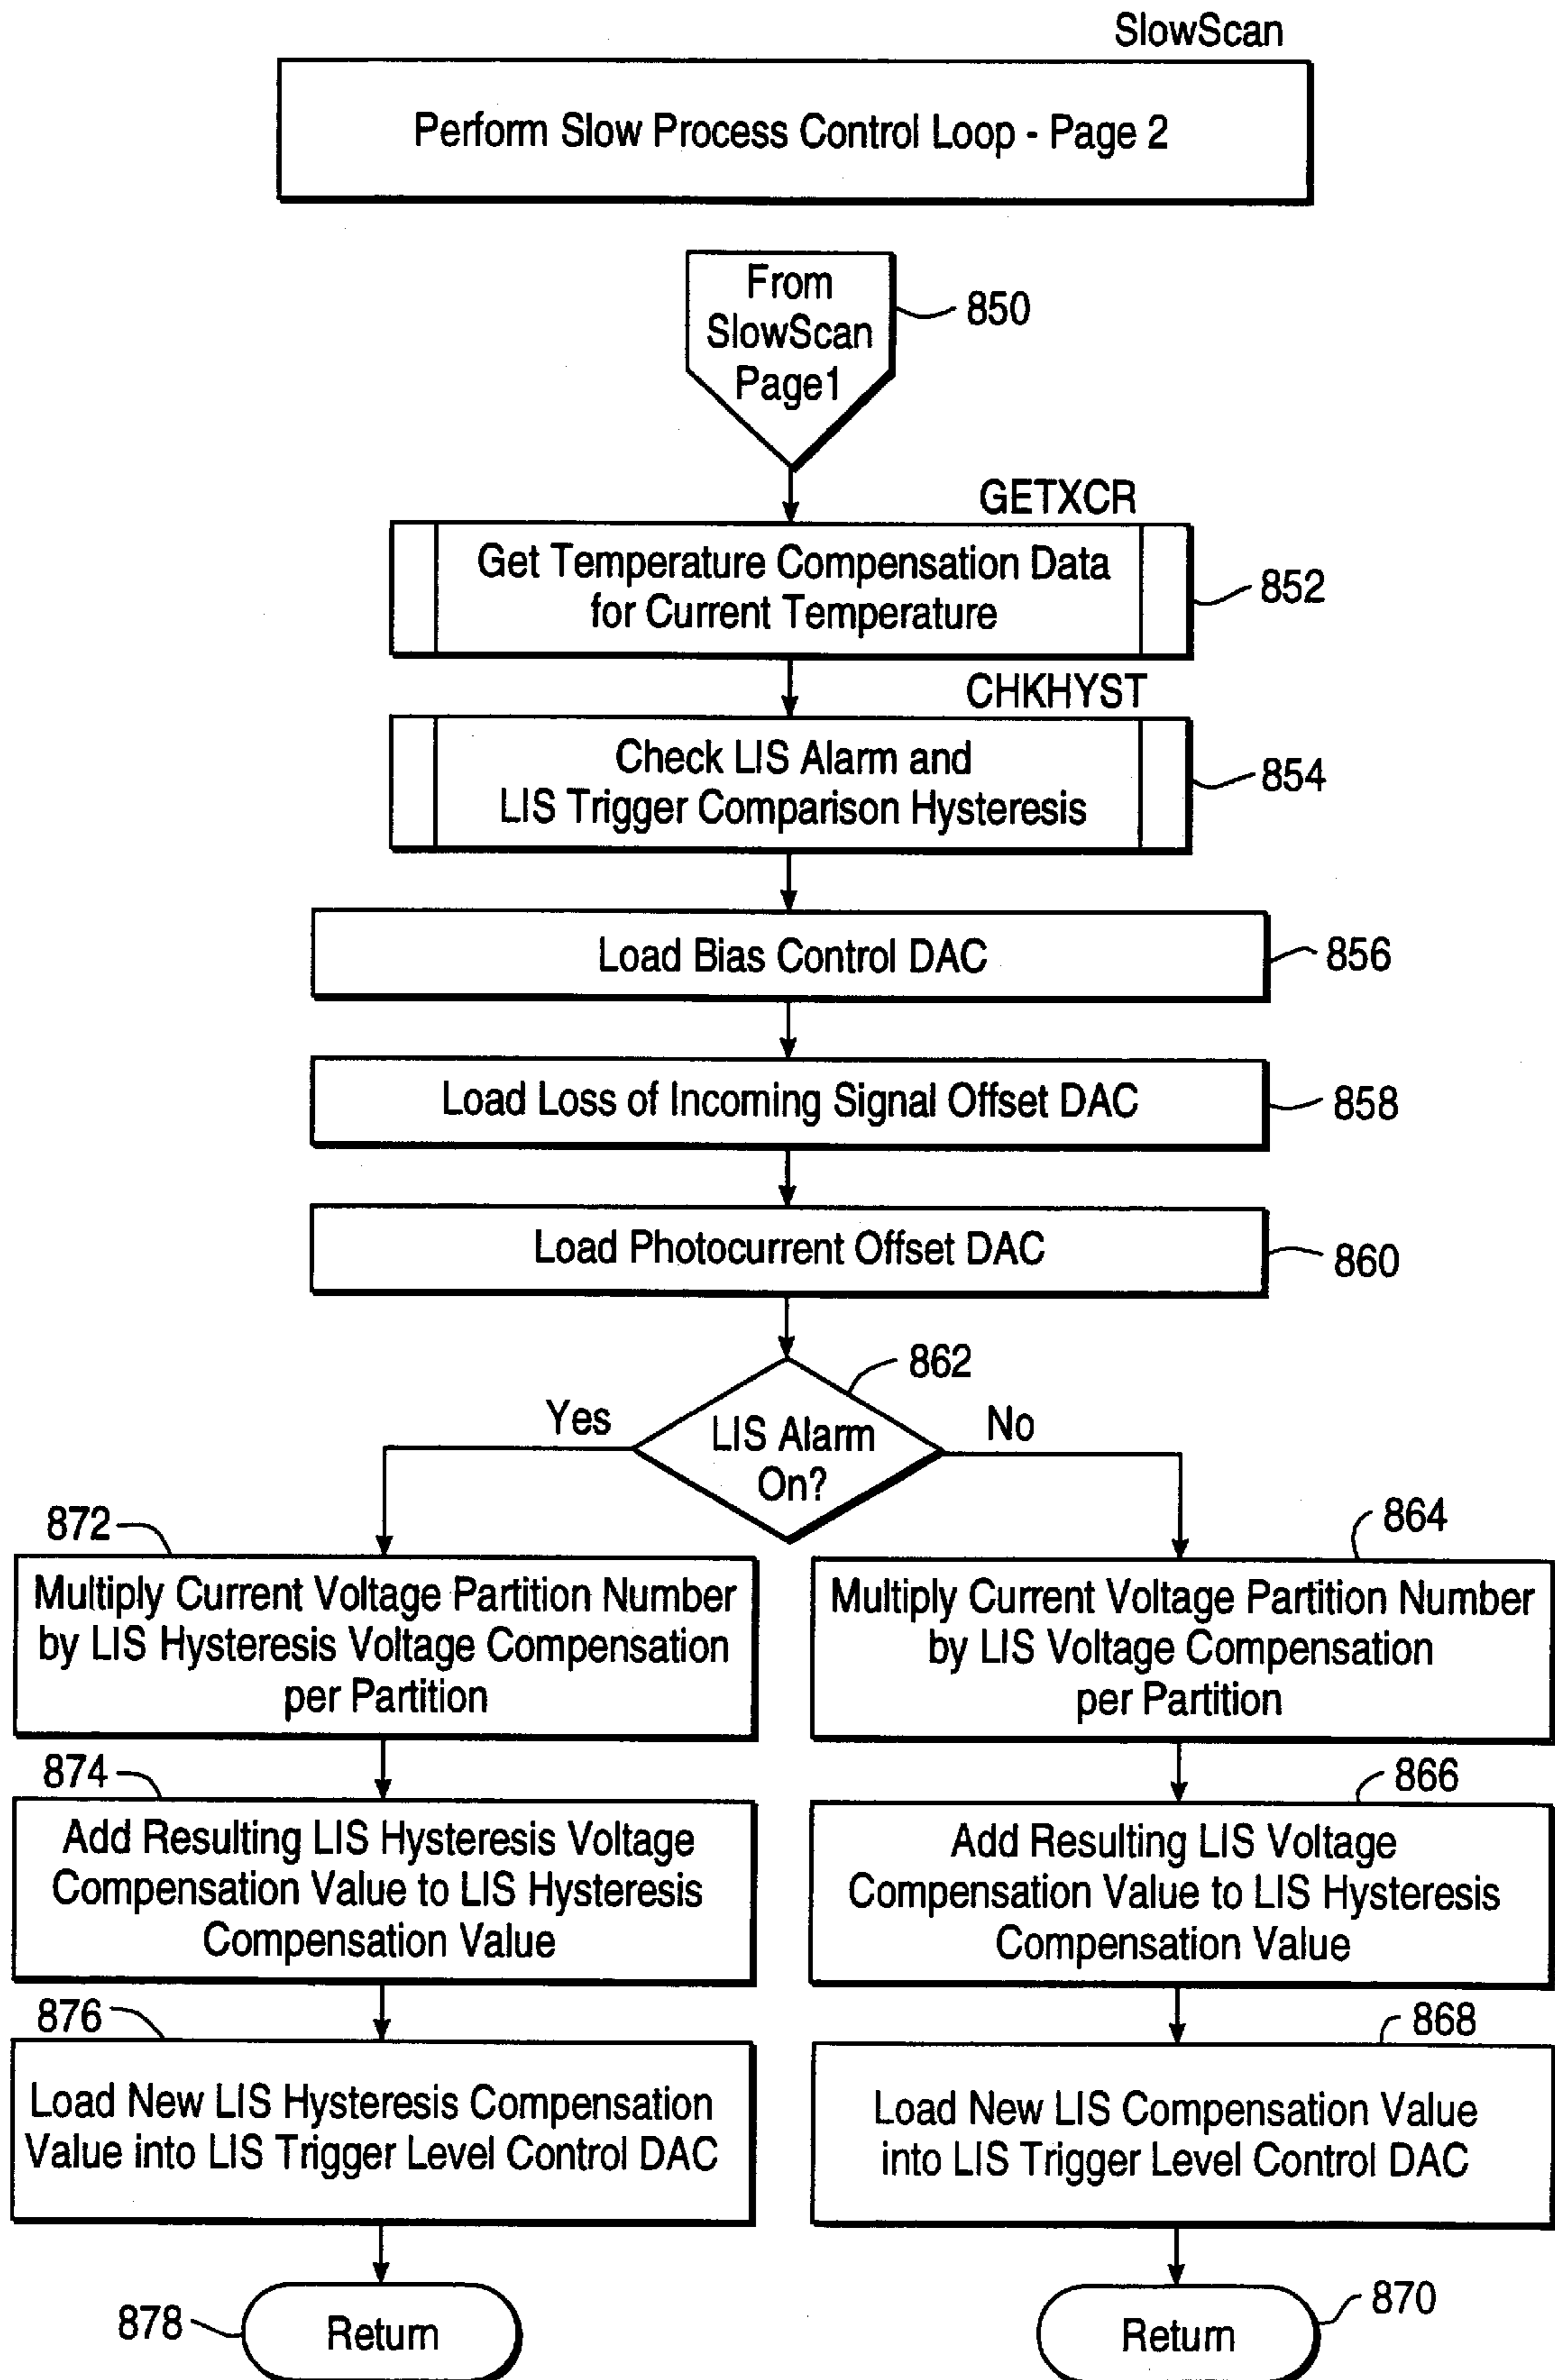 SlowScan
Perform Slow Process Control Loop - Page 2
From
SlowScan
Page1
850
GETXCR
Get Temperature Compensation Data
for Current Temperature
852
CHKHYST
Check LIS Alarm and
LIS Trigger Comparison Hysteresis
854
Load Bias Control DAC
856
Load Loss of Incoming Signal Offset DAC
858
Load Photocurrent Offset DAC
860
862
LIS Alarm
On?
Yes
No
872
Multiply Current Voltage Partition Number
by LIS Hysteresis Voltage Compensation
per Partition
864
Multiply Current Voltage Partition Number
by LIS Voltage Compensation
per Partition
874
Add Resulting LIS Hysteresis Voltage
Compensation Value to LIS Hysteresis
Compensation Value
866
Add Resulting LIS Voltage
Compensation Value to LIS Hysteresis
Compensation Value
876
Load New LIS Hysteresis Compensation
Value into LIS Trigger Level Control DAC
868
Load New LIS Compensation Value
into LIS Trigger Level Control DAC
878
Return
870
Return